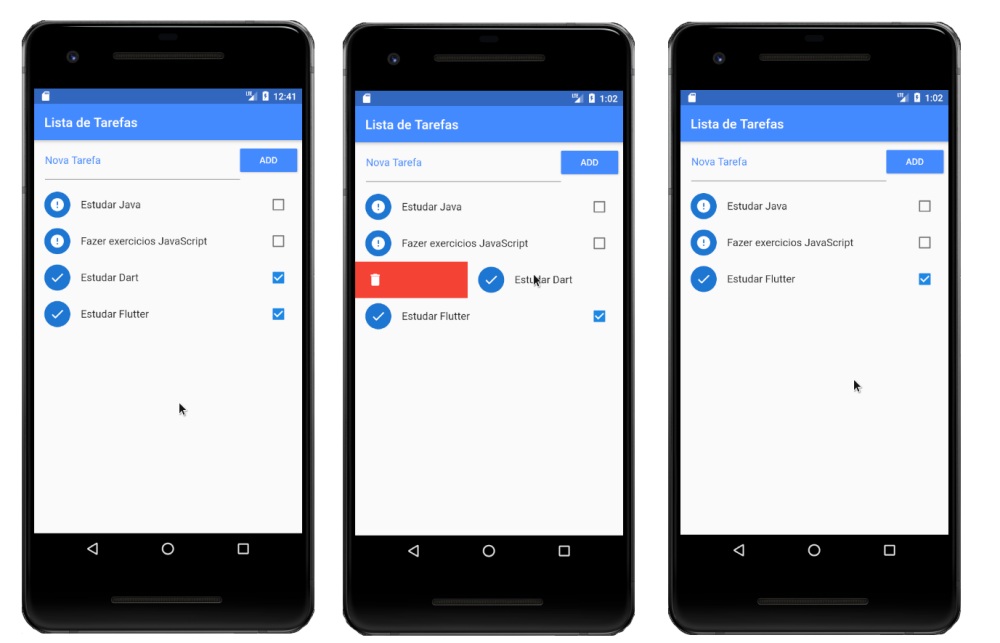 12:41
Lista de Tarefas
Nova Tarefa
ADD
Estudar Java
Fazer exercicios JavaScript
Estudar Dart
Estudar Flutter
1:02
Lista de Tarefas
Nova Tarefa
ADD
Estudar Java
Fazer exercicios JavaScript
Estudar Dart
Estudar Flutter
1:02
Lista de Tarefas
Nova Tarefa
ADD
Estudar Java
Fazer exercicios JavaScript
Estudar Flutter